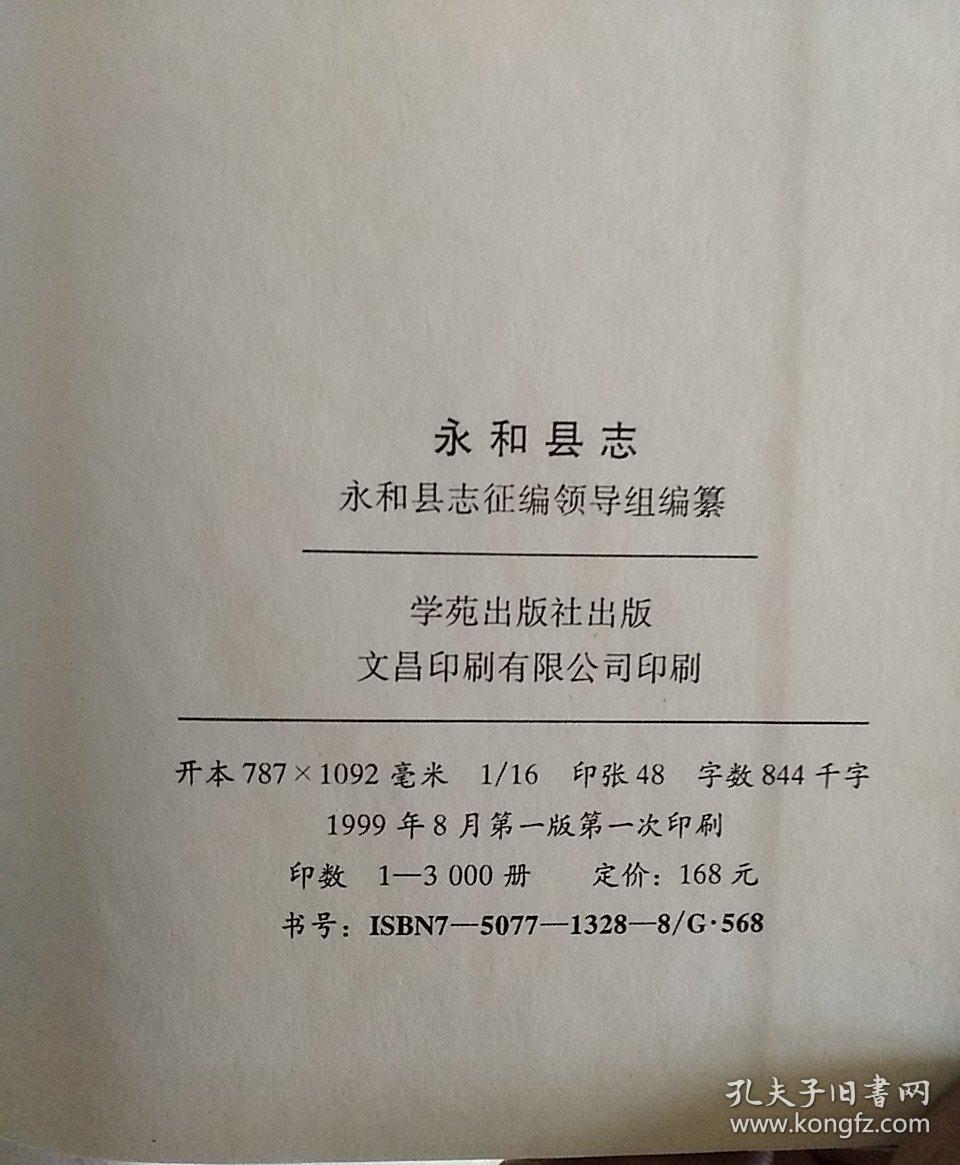 永和县志
永和县志征编领导组编纂
学苑出版社出版
文昌印刷有限公司印刷
开本 787×1092 毫米 1/16 印张 48 字数 844 千字
1999 年 8 月第一版第一次印刷
印数 1—3 000 册 定价：168 元
书号：ISBN7—5077—1328—8/G·568
孔夫子旧书网
www.kongfz.com